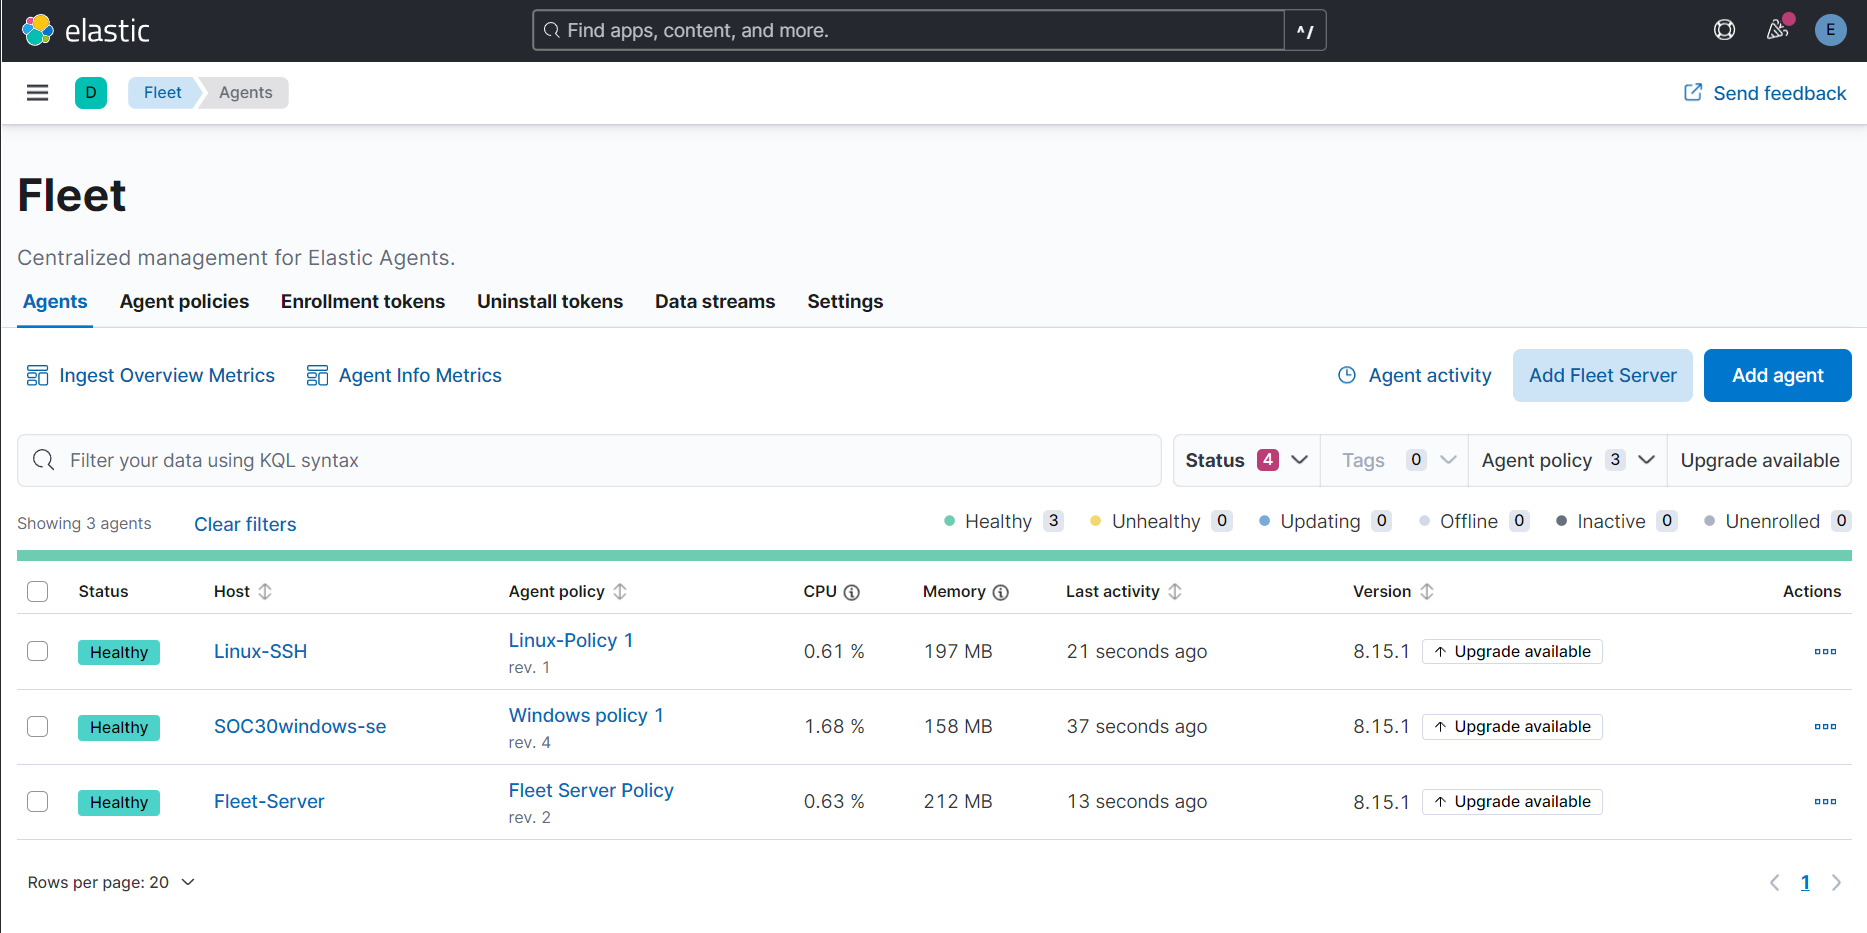 elastic
Find apps, content, and more.
^/
E
D
Fleet
Agents
Send feedback
Fleet
Centralized management for Elastic Agents.
Agents Agent policies Enrollment tokens Uninstall tokens Data streams Settings
Ingest Overview Metrics Agent Info Metrics Agent activity Add Fleet Server Add agent
Filter your data using KQL syntax Status 4 Tags 0 Agent policy 3 Upgrade available
Showing 3 agents Clear filters Healthy 3 Unhealthy 0 Updating 0 Offline 0 Inactive 0 Unenrolled 0
Status Host Agent policy CPU Memory Last activity Version Actions
Healthy Linux-SSH Linux-Policy 1 0.61 % 197 MB 21 seconds ago 8.15.1 Upgrade available
rev. 1
Healthy SOC30windows-se Windows policy 1 1.68 % 158 MB 37 seconds ago 8.15.1 Upgrade available
rev. 4
Healthy Fleet-Server Fleet Server Policy 0.63 % 212 MB 13 seconds ago 8.15.1 Upgrade available
rev. 2
Rows per page: 20 1